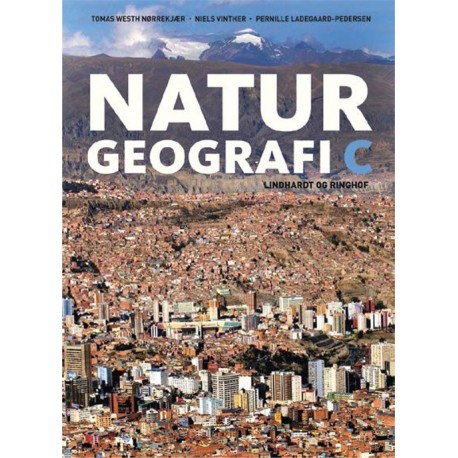 TOMAS WESTH NØRREKJÆR • NIELS VINTHER • PERNILLE LADEGAARD-PEDERSEN
NATUR
GEOGRAFI C
LINDHARDT OG RINGHOF